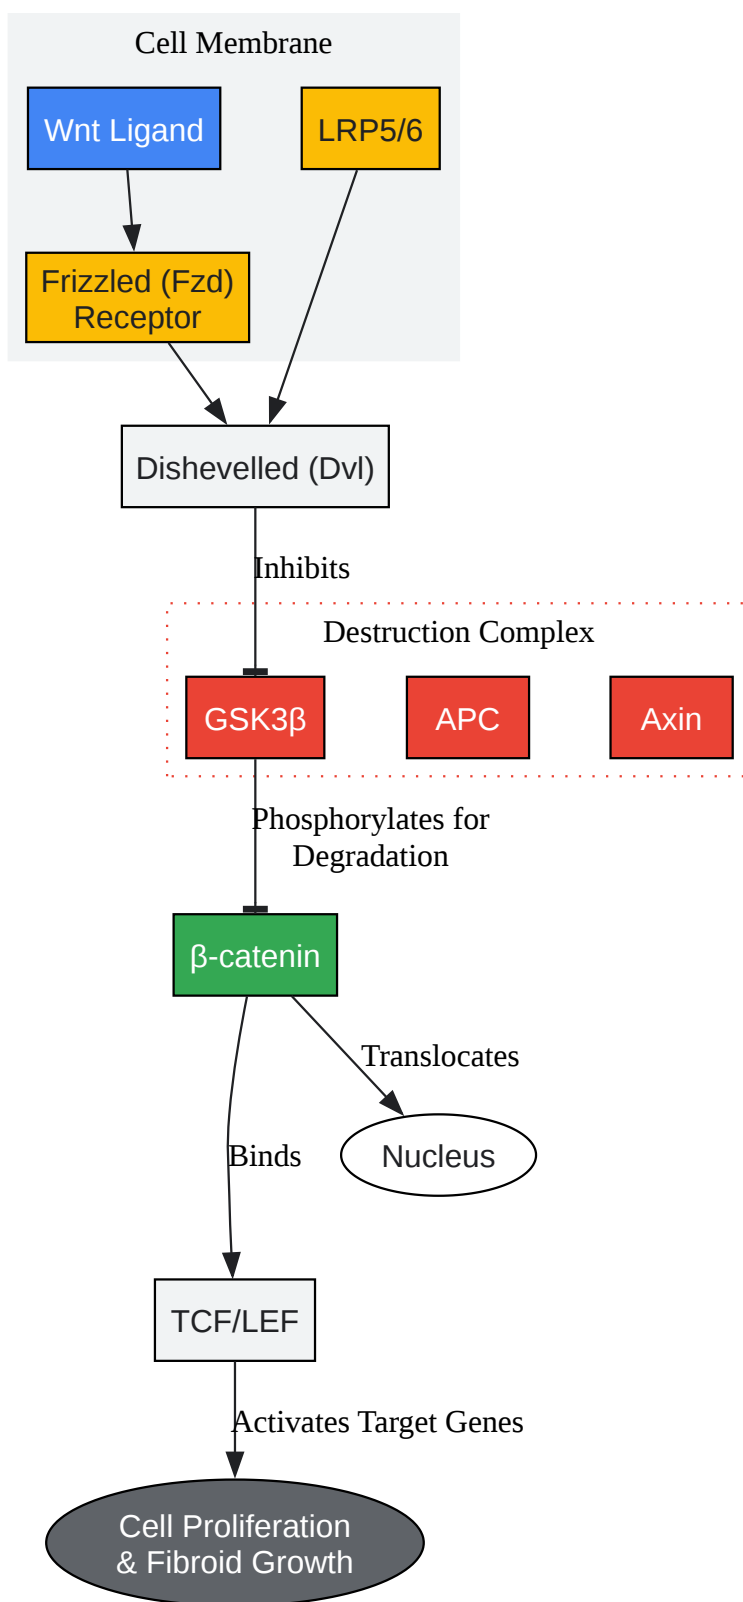 Cell Membrane
Wnt Ligand
LRP5/6
Frizzled (Fzd)
Receptor
Dishevelled (Dvl)
Inhibits
Destruction Complex
GSK3β
APC
Axin
Phosphorylates for
Degradation
β-catenin
Translocates
Binds
Nucleus
TCF/LEF
Activates Target Genes
Cell Proliferation
& Fibroid Growth